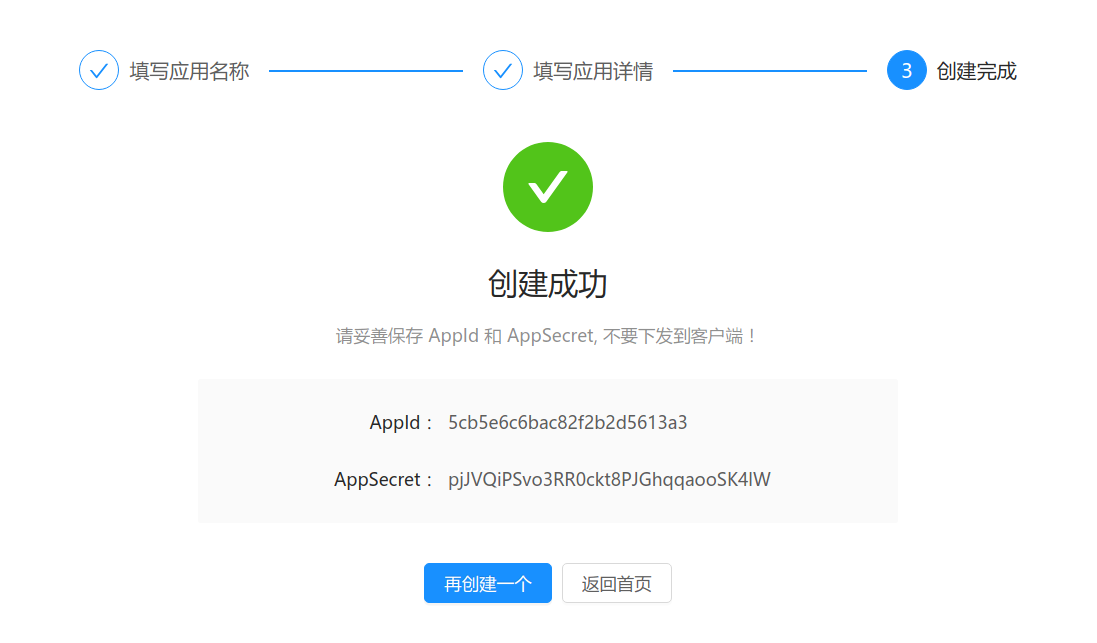 填写应用名称
填写应用详情
3 创建完成
创建成功
请妥善保存 AppId 和 AppSecret, 不要下发到客户端！
AppId： 5cb5e6c6bac82f2b2d5613a3
AppSecret： pjJVQiPSvo3RR0ckt8PJGhqqaooSK4lW
再创建一个 返回首页